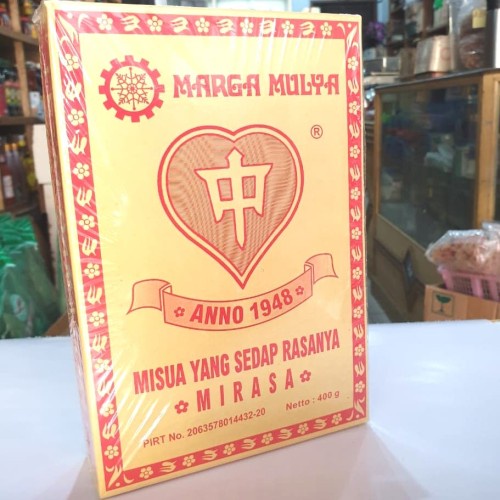 MARGA MULYA
®
中
ANNO 1948
MISUA YANG SEDAP RASANYA
MIRASA
PIRT No. 2063578014432-20 Netto : 400 g